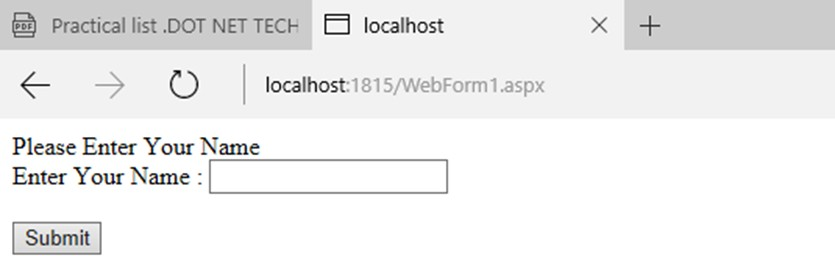 PDF Practical list .DOT NET TECH localhost
localhost:1815/WebForm1.aspx
Please Enter Your Name
Enter Your Name :
Submit